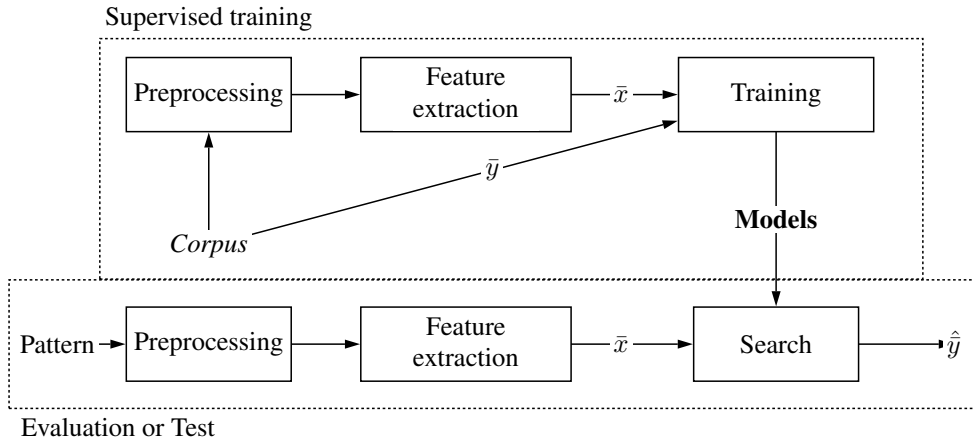 Supervised training
Preprocessing
Feature
extraction
x̄
Training
ȳ
Corpus
Models
Pattern
Preprocessing
Feature
extraction
x̄
Search
ŷ̄
Evaluation or Test